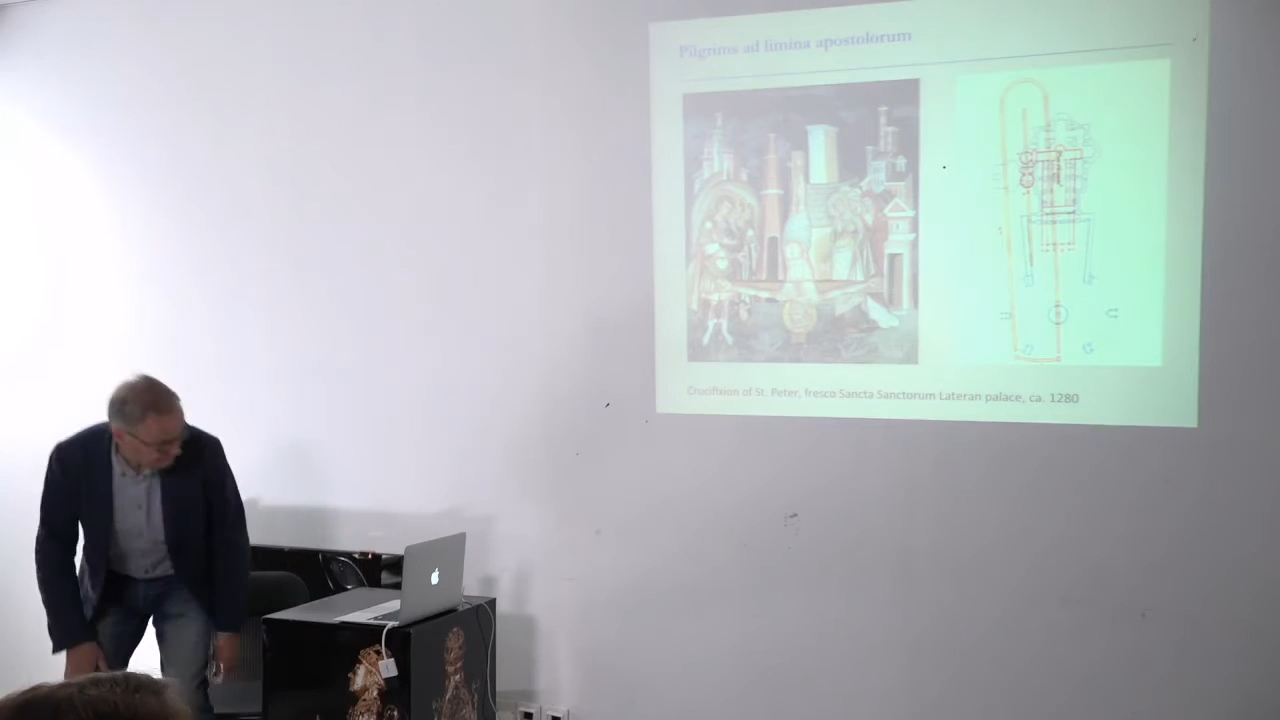 Pilgrims ad limina apostolorum
Crucifixion of St. Peter, fresco Sancta Sanctorum Lateran palace, ca. 1280